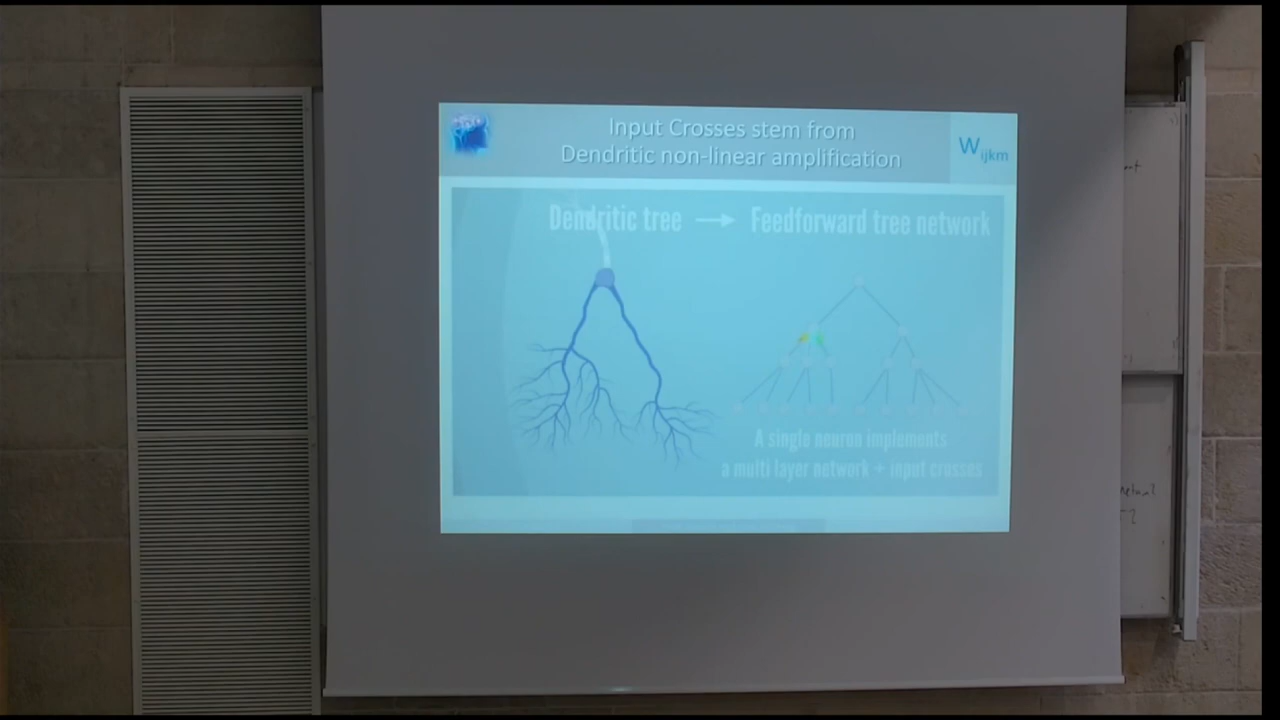 Input Crosses stem from
Dendritic non-linear amplification
Wijkm
Dendritic tree → Feedforward tree network
A single neuron implements
a multi layer network + input crosses